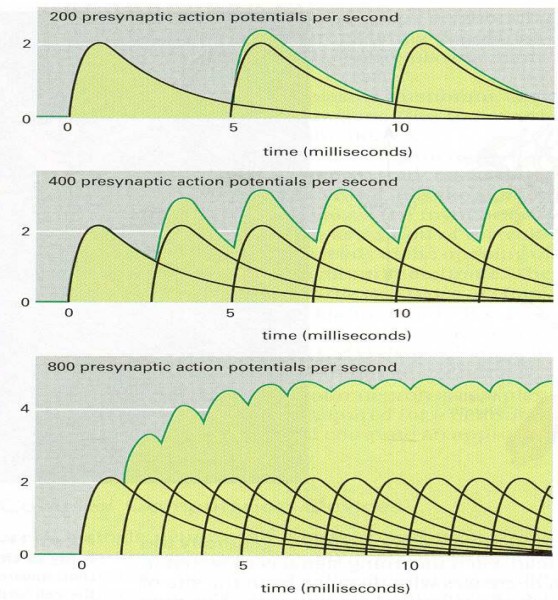 200 presynaptic action potentials per second
2
0
0 5 10
time (milliseconds)
400 presynaptic action potentials per second
2
0
0 5 10
time (milliseconds)
800 presynaptic action potentials per second
4
2
0
0 5 10
time (milliseconds)